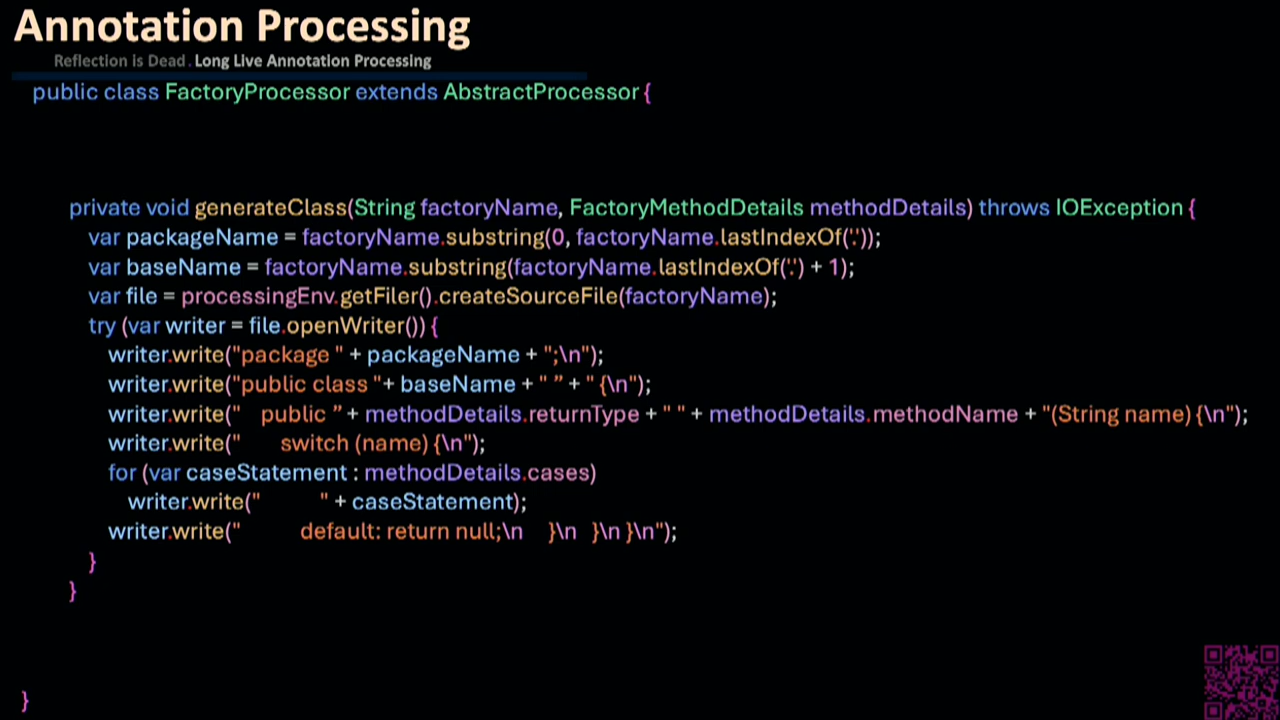 Annotation Processing
Reflection is Dead. Long Live Annotation Processing
public class FactoryProcessor extends AbstractProcessor {
private void generateClass(String factoryName, FactoryMethodDetails methodDetails) throws IOException {
var packageName = factoryName.substring(0, factoryName.lastIndexOf('.'));
var baseName = factoryName.substring(factoryName.lastIndexOf('.') + 1);
var file = processingEnv.getFiler().createSourceFile(factoryName);
try (var writer = file.openWriter()) {
writer.write("package " + packageName + ";\n");
writer.write("public class "+ baseName + " ” + " {\n");
writer.write("    public ” + methodDetails.returnType + " " + methodDetails.methodName + "(String name) {\n");
writer.write("        switch (name) {\n");
for (var caseStatement : methodDetails.cases)
writer.write("            " + caseStatement);
writer.write("            default: return null;\n     }\n   }\n }\n");
}
}
}